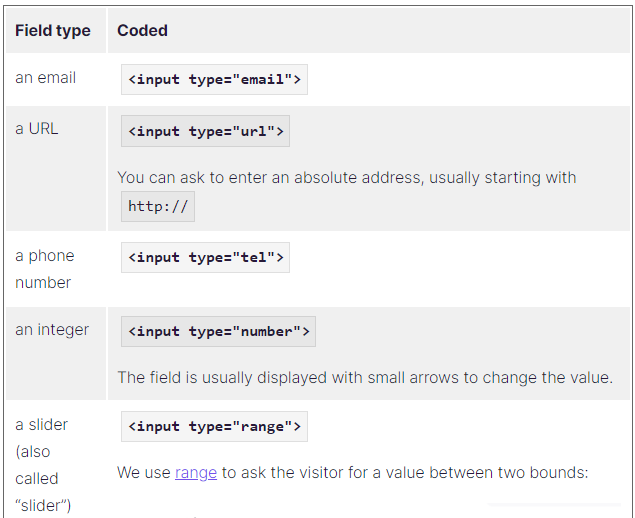 Field type Coded
an email <input type="email">
a URL <input type="url">
You can ask to enter an absolute address, usually starting with
http://
a phone
number
<input type="tel">
an integer <input type="number">
The field is usually displayed with small arrows to change the value.
a slider
(also
called
“slider”)
<input type="range">
We use range to ask the visitor for a value between two bounds: